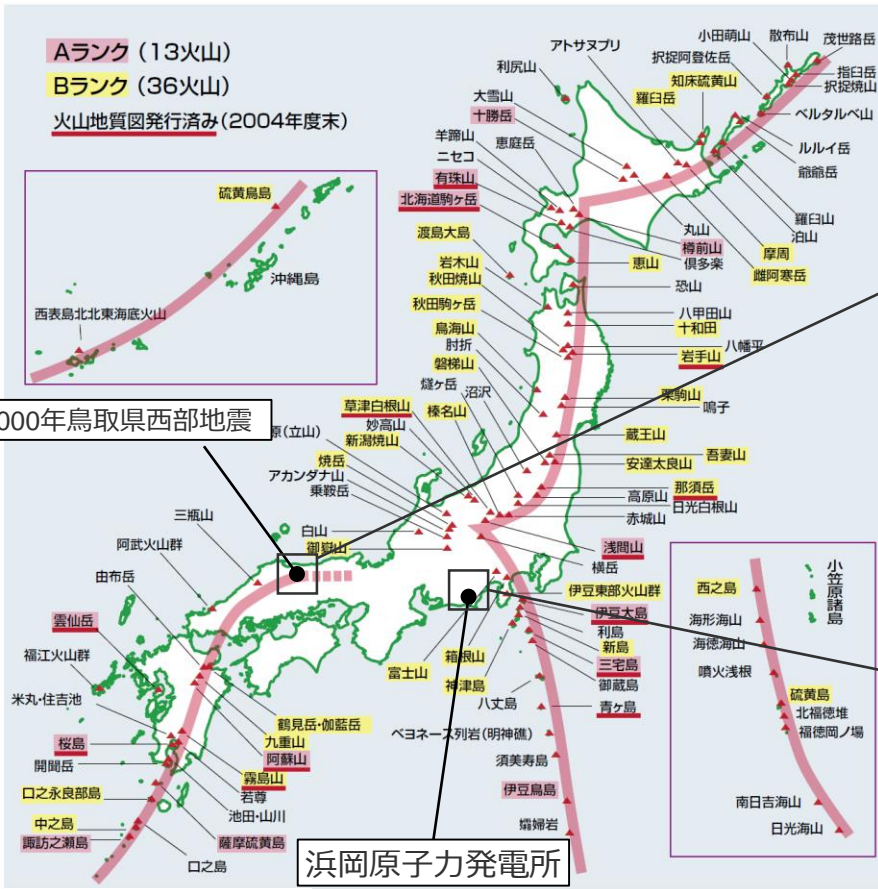 Aランク(13火山)
Bランク(36火山)
火山地質図発行済み(2004年度末)
硫黄鳥島
沖縄島
西表島北北東海底火山
アトサヌプリ
利尻山
大雪山
十勝岳
羊蹄山
恵庭岳
ニセコ
有珠山
北海道駒ヶ岳
渡島大島
岩木山
秋田焼山
秋田駒ヶ岳
鳥海山
肘折
磐梯山
燧ヶ岳
沼沢
小田萌山
散布山
茂世路岳
択捉阿登佐岳
指臼岳
択捉焼山
知床硫黄山
羅臼岳
ベルタルベ山
ルルイ岳
爺爺岳
羅臼山
泊山
摩周
雌阿寒岳
丸山
樽前山
倶多楽
恵山
恐山
八甲田山
十和田
八幡平
岩手山
栗駒山
鳴子
蔵王山
吾妻山
安達太良山
那須岳
高原山
日光白根山
赤城山
000年鳥取県西部地震
原(立山)
草津白根山
妙高山
榛名山
新潟焼山
焼岳
アカンダナ山
乗鞍岳
白山
御嶽山
三瓶山
阿武火山群
由布岳
雲仙岳
福江火山群
米丸・住吉池
桜島
開聞岳
口之永良部島
中之島
諏訪之瀬島
口之島
薩摩硫黄島
池田・山川
若尊
霧島山
阿蘇山
九重山
鶴見岳・伽藍岳
浅間山
横岳
伊豆東部火山群
伊豆大島
利島
新島
三宅島
御蔵島
青ヶ島
富士山
箱根山
神津島
八丈島
ベヨネース列岩(明神礁)
須美寿島
伊豆鳥島
孀婦岩
浜岡原子力発電所
小笠原諸島
西之島
海形海山
海徳海山
噴火浅根
硫黄島
北福徳堆
福徳岡ノ場
南日吉海山
日光海山